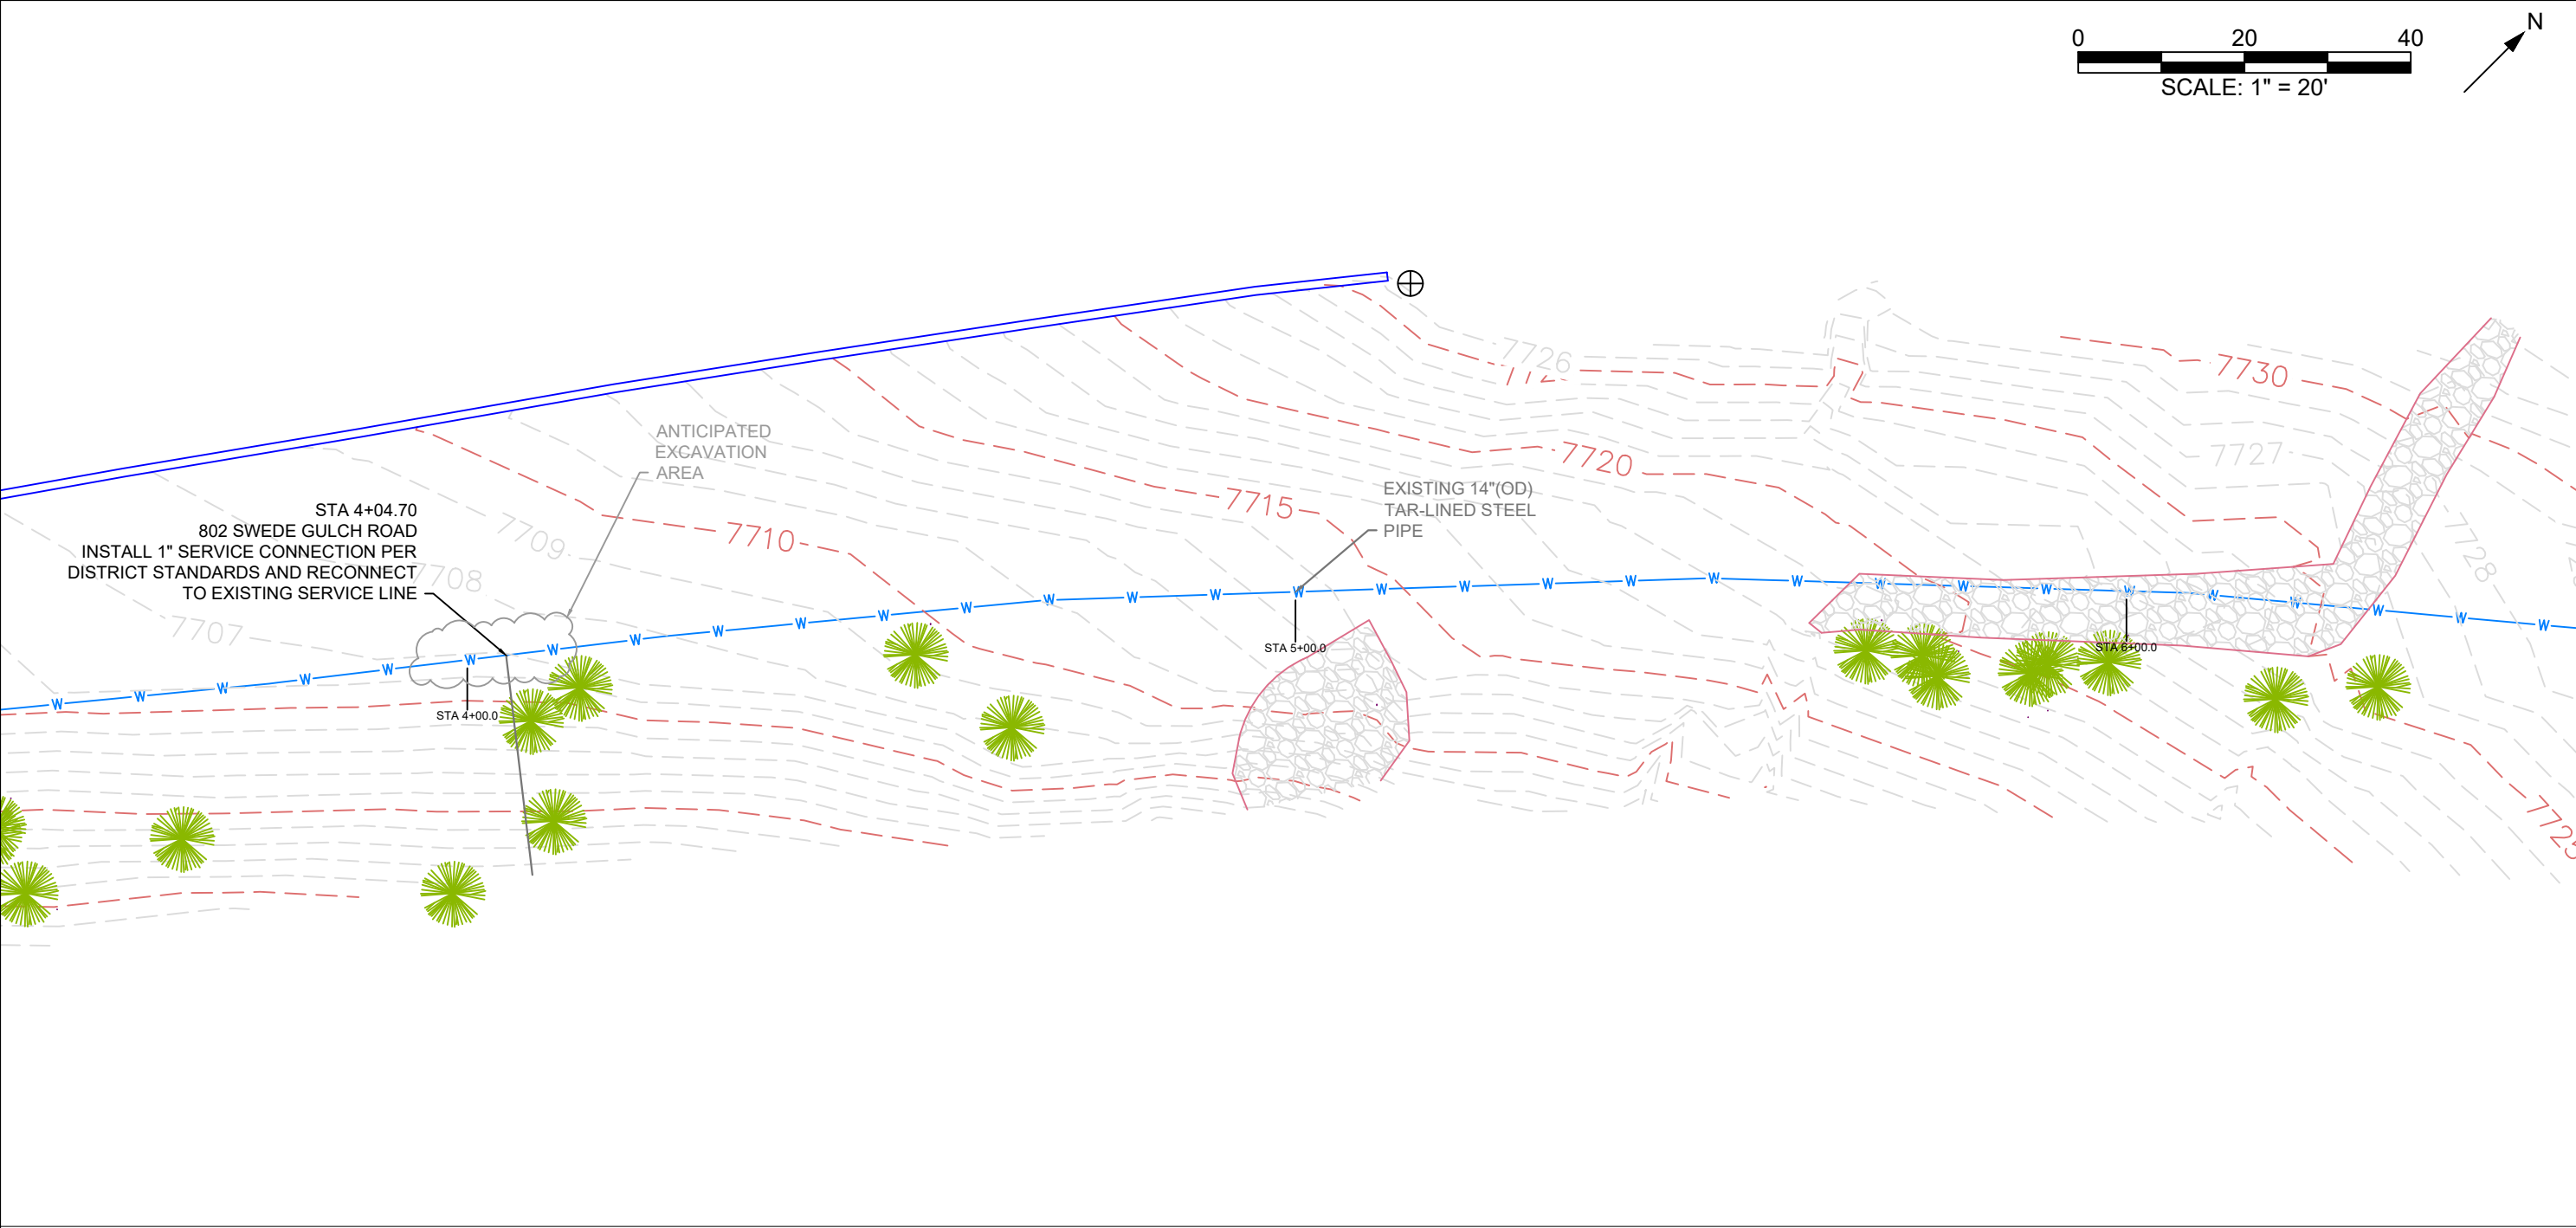 N
0 20 40
SCALE: 1" = 20'
7726
7730
7727
7720
7728
7715
7710
7709
7708
7707
7725
ANTICIPATED
EXCAVATION
AREA
EXISTING 14"(OD)
TAR-LINED STEEL
PIPE
STA 4+04.70
802 SWEDE GULCH ROAD
INSTALL 1" SERVICE CONNECTION PER
DISTRICT STANDARDS AND RECONNECT
TO EXISTING SERVICE LINE
W W W W W W W W W W W W W W W W W W W W W W W W W W W W W W W
STA 4+00.0
STA 5+00.0
STA 6+00.0